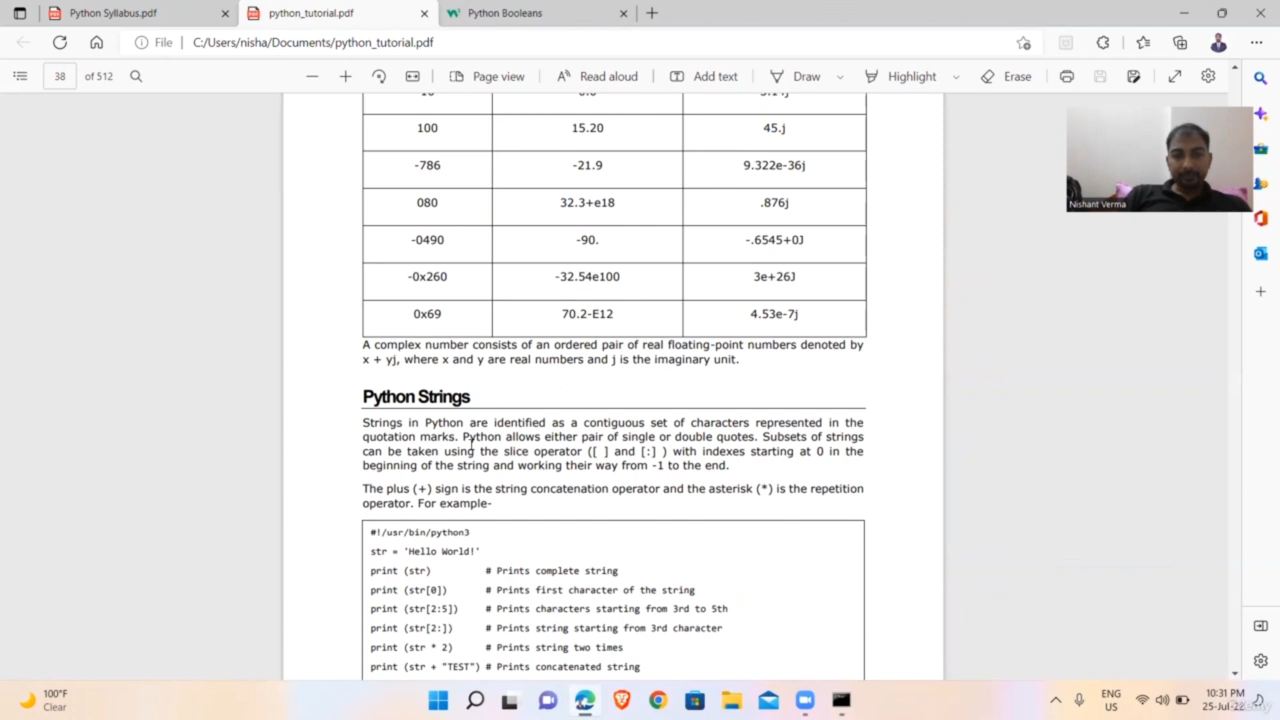 Python Syllabus.pdf
python_tutorial.pdf
Python Booleans
File
C:/Users/nisha/Documents/python_tutorial.pdf
38 of 512
Page view
Read aloud
Add text
Draw
Highlight
Erase
100 15.20 45.j
-786 -21.9 9.322e-36j
080 32.3+e18 .876j
-0490 -90. -.6545+0J
-0x260 -32.54e100 3e+26J
0x69 70.2-E12 4.53e-7j
A complex number consists of an ordered pair of real floating-point numbers denoted by
x + yj, where x and y are real numbers and j is the imaginary unit.
Python Strings
Strings in Python are identified as a contiguous set of characters represented in the
quotation marks. Python allows either pair of single or double quotes. Subsets of strings
can be taken using the slice operator ([ ] and [:] ) with indexes starting at 0 in the
beginning of the string and working their way from -1 to the end.
The plus (+) sign is the string concatenation operator and the asterisk (*) is the repetition
operator. For example-
#!/usr/bin/python3
str = 'Hello World!'
print (str) # Prints complete string
print (str[0]) # Prints first character of the string
print (str[2:5]) # Prints characters starting from 3rd to 5th
print (str[2:]) # Prints string starting from 3rd character
print (str * 2) # Prints string two times
print (str + "TEST") # Prints concatenated string
Nishant Verma
100°F
Clear
ENG
US
10:31 PM
25-Jul-22